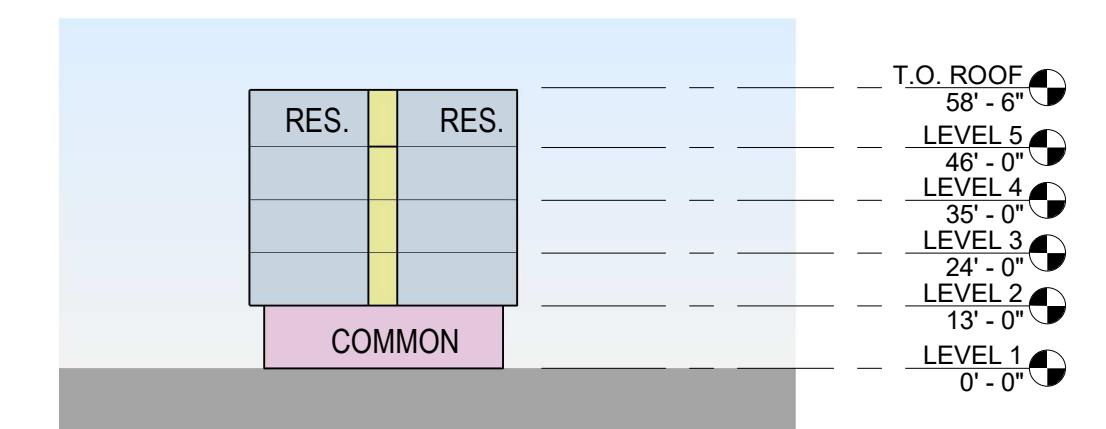 T.O. ROOF
58' - 6"
RES. RES.
LEVEL 5
46' - 0"
LEVEL 4
35' - 0"
LEVEL 3
24' - 0"
LEVEL 2
13' - 0"
COMMON
LEVEL 1
0' - 0"